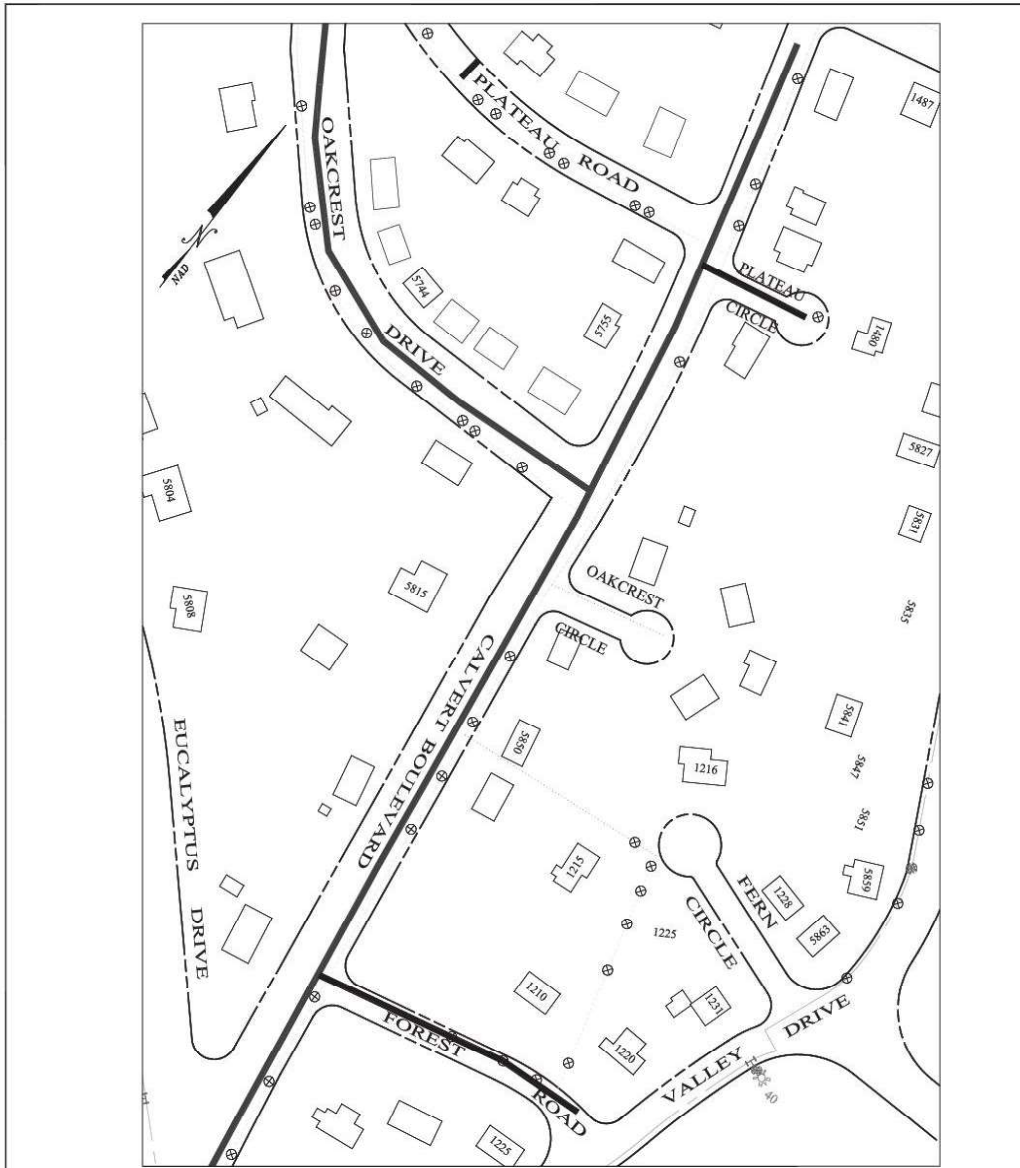 PLATEAU ROAD
1487
OAKCREST DRIVE
N
NAD
PLATEAU CIRCLE
5744
5755
1480
5827
5804
5831
OAKCREST CIRCLE
5815
5808
5835
CALVERT BOULEVARD
5841
EUCALYPTUS DRIVE
5850
1216
5847
5851
1215
FERN CIRCLE
1228
5859
1225
5863
1210
1231
FOREST ROAD
1220
VALLEY DRIVE
40
1225